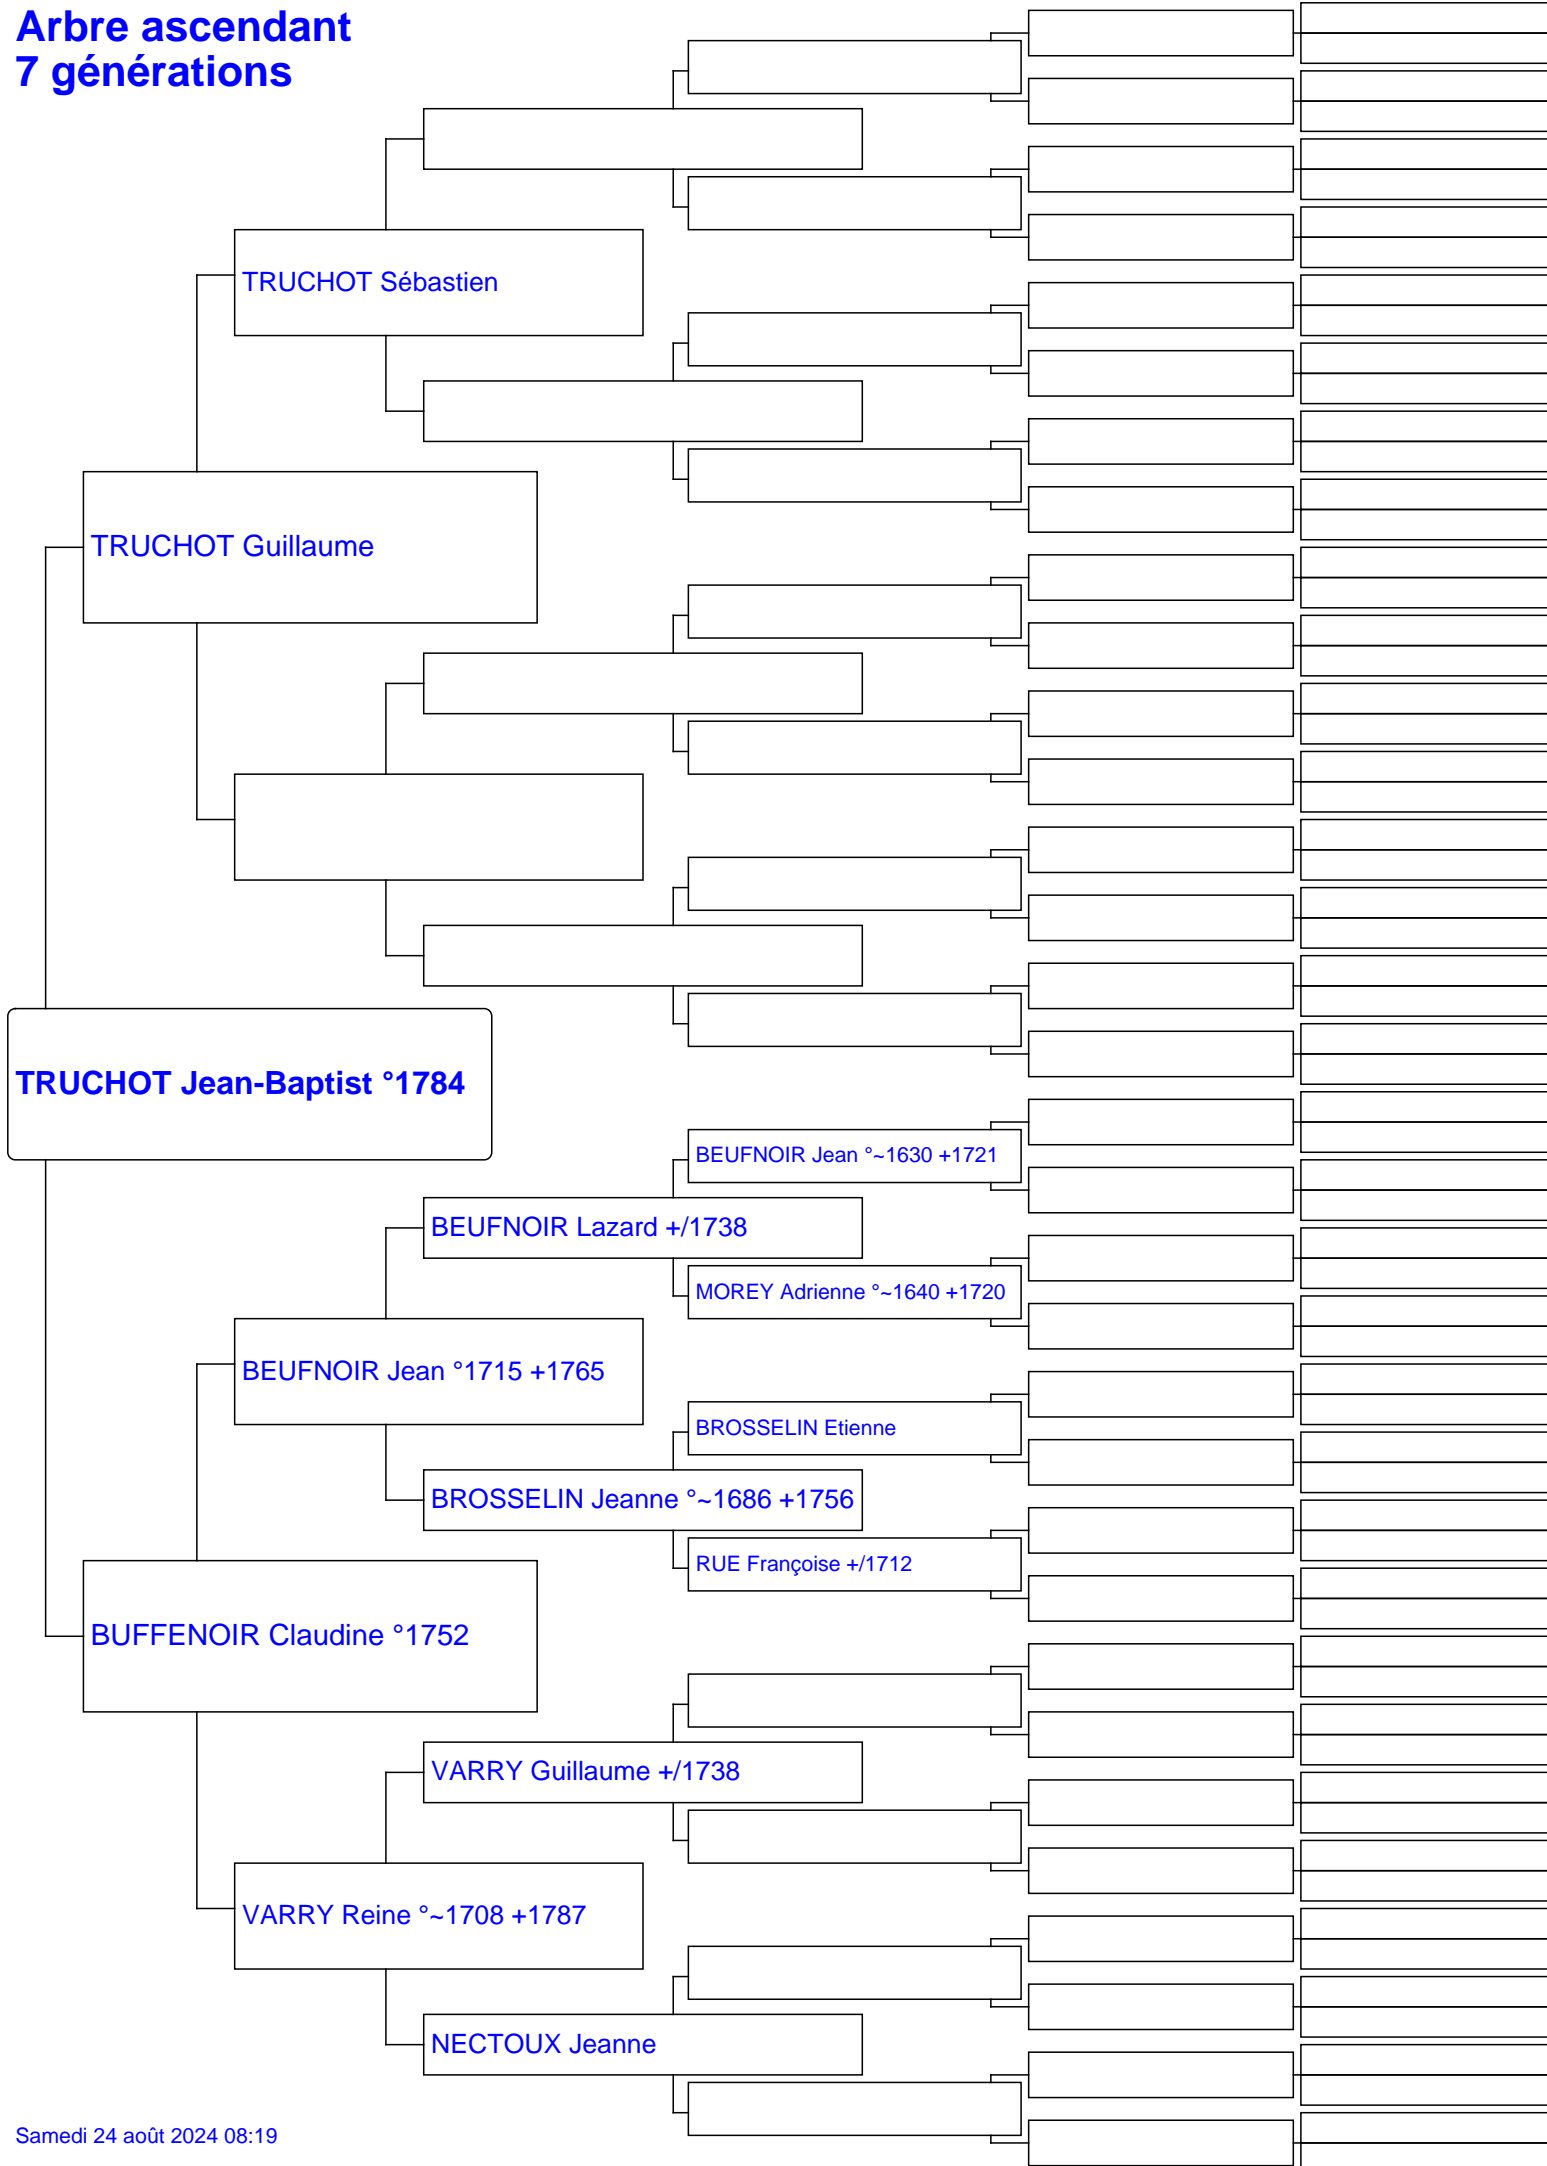 Arbre ascendant
7 générations
TRUCHOT Sébastien
TRUCHOT Guillaume
TRUCHOT Jean-Baptist °1784
BEUFNOIR Jean °~1630 +1721
BEUFNOIR Lazard +/1738
MOREY Adrienne °~1640 +1720
BEUFNOIR Jean °1715 +1765
BROSSELIN Etienne
BROSSELIN Jeanne °~1686 +1756
RUE Françoise +/1712
BUFFENOIR Claudine °1752
VARRY Guillaume +/1738
VARRY Reine °~1708 +1787
NECTOUX Jeanne
Samedi 24 août 2024 08:19